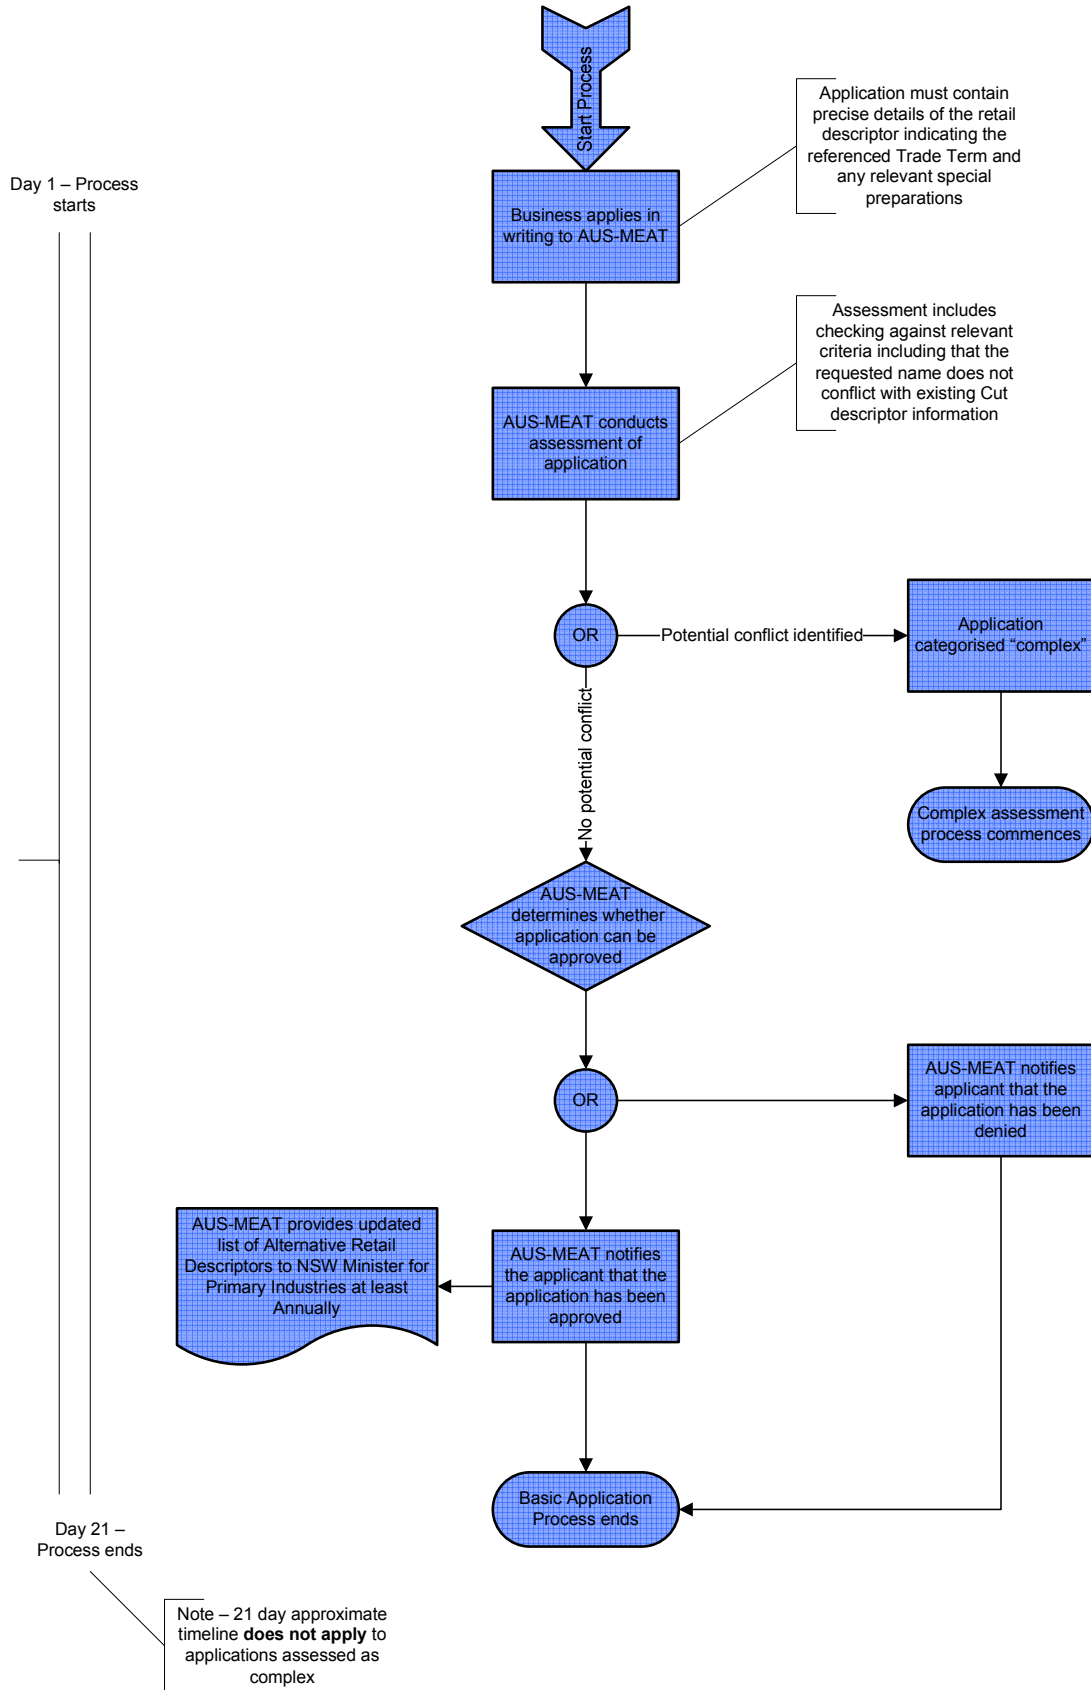 Start Process
Application must contain
precise details of the retail
descriptor indicating the
referenced Trade Term and
any relevant special
preparations
Day 1 – Process
starts
Business applies in
writing to AUS-MEAT
Assessment includes
checking against relevant
criteria including that the
requested name does not
conflict with existing Cut
descriptor information
AUS-MEAT conducts
assessment of
application
OR
Potential conflict identified
Application
categorised “complex”
No potential conflict
Complex assessment
process commences
AUS-MEAT
determines whether
application can be
approved
OR
AUS-MEAT notifies
applicant that the
application has been
denied
AUS-MEAT provides updated
list of Alternative Retail
Descriptors to NSW Minister for
Primary Industries at least
Annually
AUS-MEAT notifies
the applicant that the
application has been
approved
Basic Application
Process ends
Day 21 –
Process ends
Note – 21 day approximate
timeline does not apply to
applications assessed as
complex